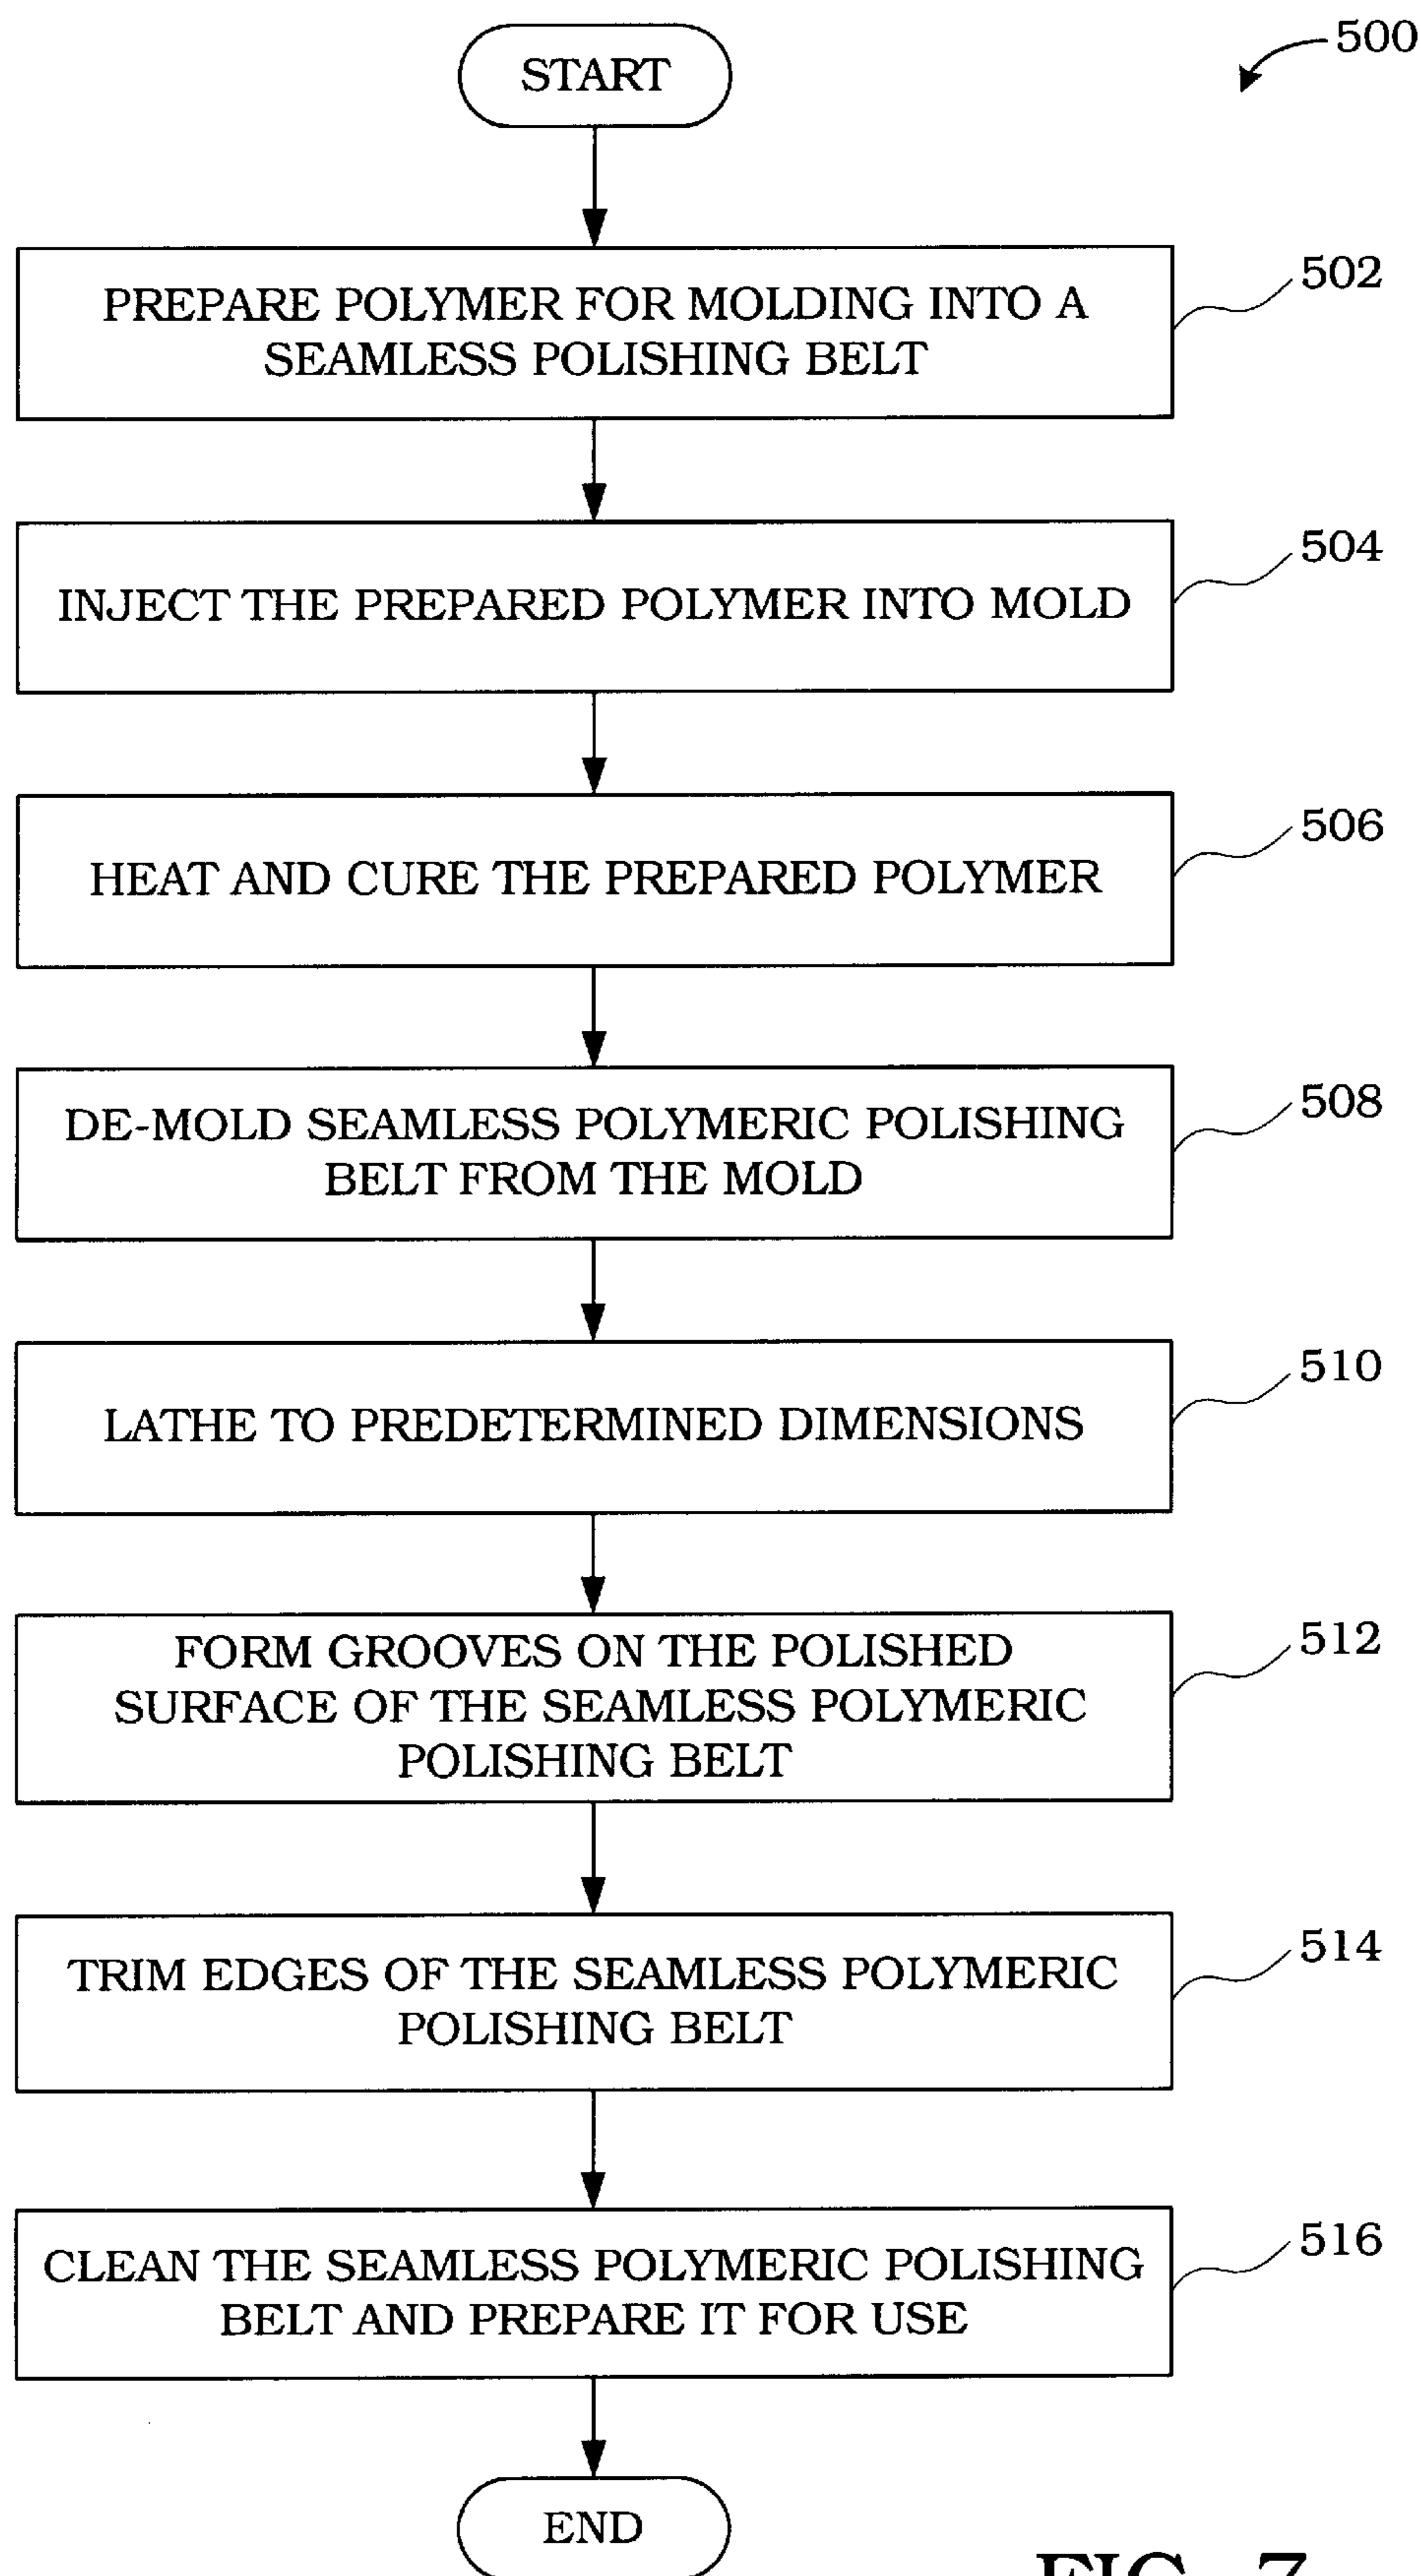 START
500
PREPARE POLYMER FOR MOLDING INTO A
SEAMLESS POLISHING BELT
502
INJECT THE PREPARED POLYMER INTO MOLD
504
HEAT AND CURE THE PREPARED POLYMER
506
DE-MOLD SEAMLESS POLYMERIC POLISHING
BELT FROM THE MOLD
508
LATHE TO PREDETERMINED DIMENSIONS
510
FORM GROOVES ON THE POLISHED
SURFACE OF THE SEAMLESS POLYMERIC
POLISHING BELT
512
TRIM EDGES OF THE SEAMLESS POLYMERIC
POLISHING BELT
514
CLEAN THE SEAMLESS POLYMERIC POLISHING
BELT AND PREPARE IT FOR USE
516
END
FIG. 7